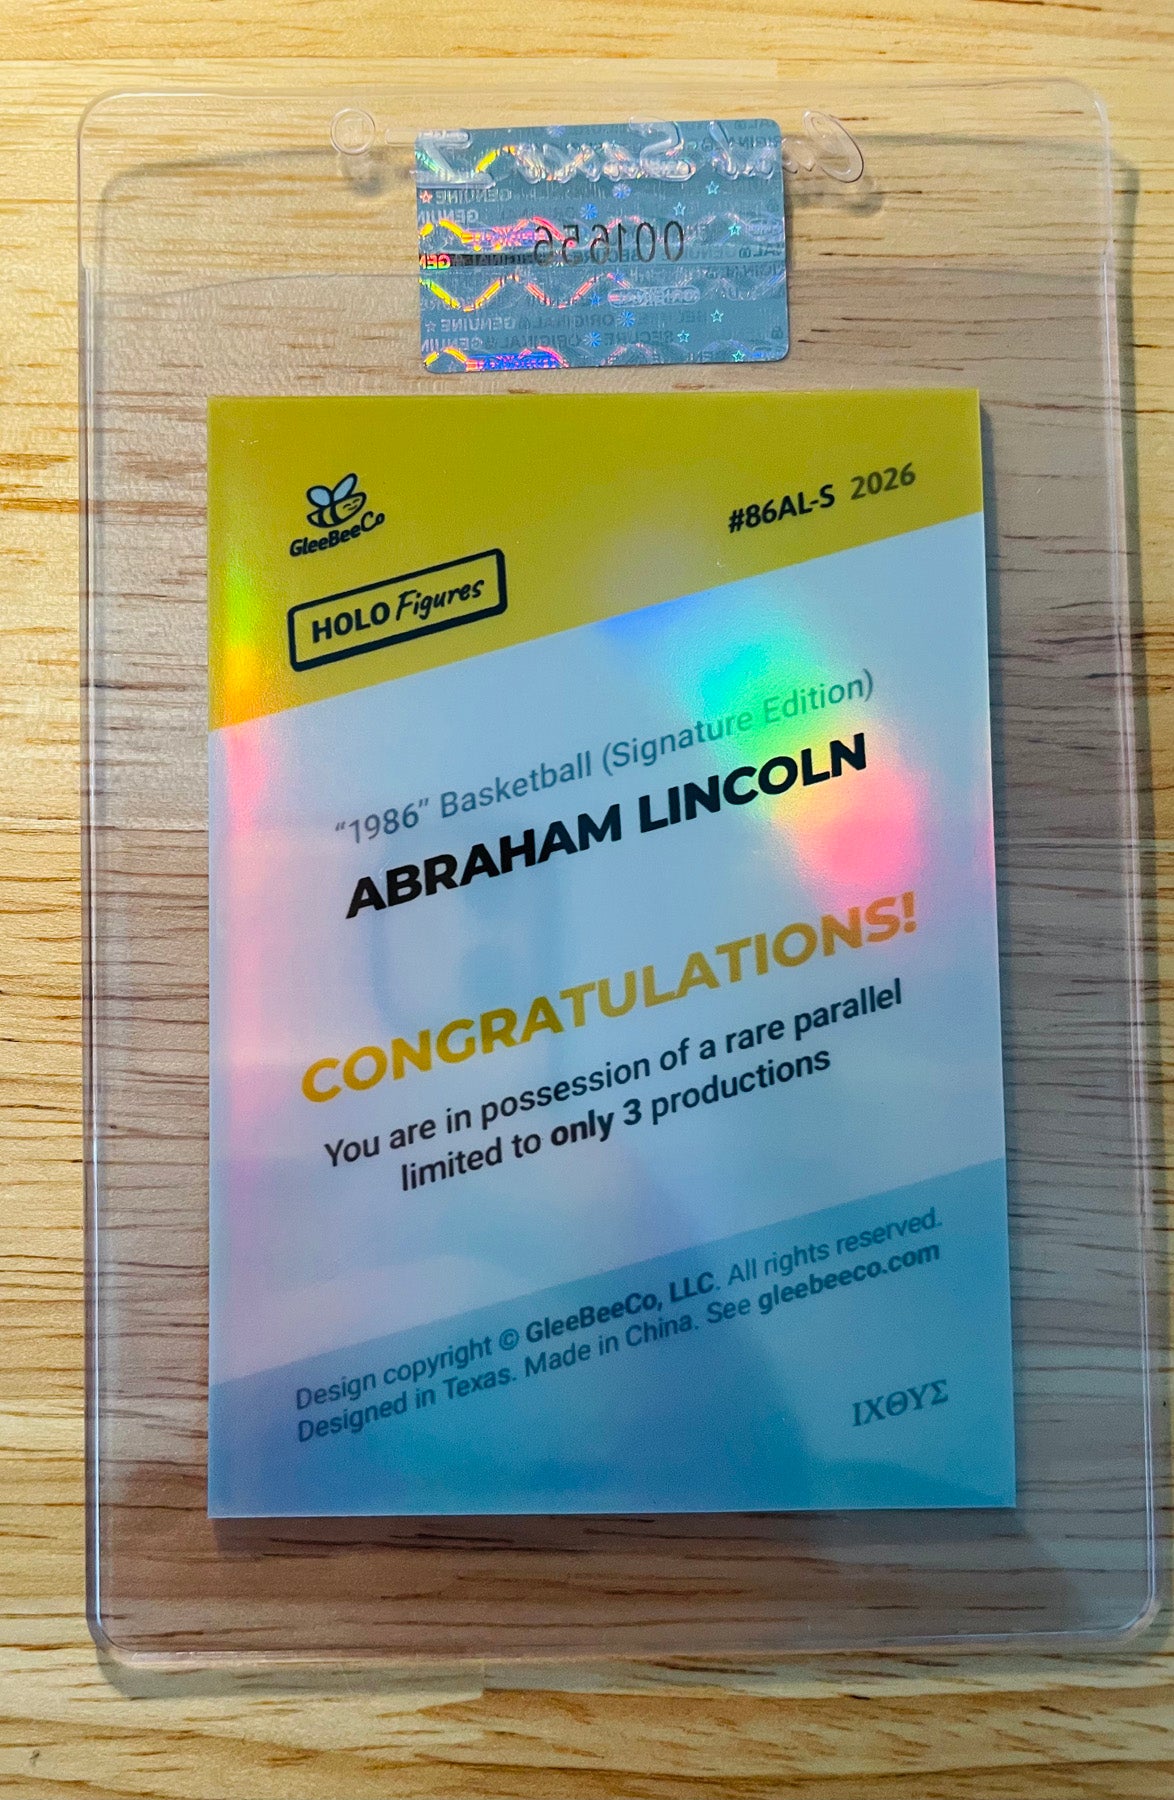 GENUINE
001656
GleeBeeCo
#86AL-S 2026
HOLO Figures
“1986” Basketball (Signature Edition)
ABRAHAM LINCOLN
CONGRATULATIONS!
You are in possession of a rare parallel
limited to only 3 productions
Design copyright © GleeBeeCo, LLC. All rights reserved.
Designed in Texas. Made in China. See gleebeeco.com
ΙΧΘΥΣ